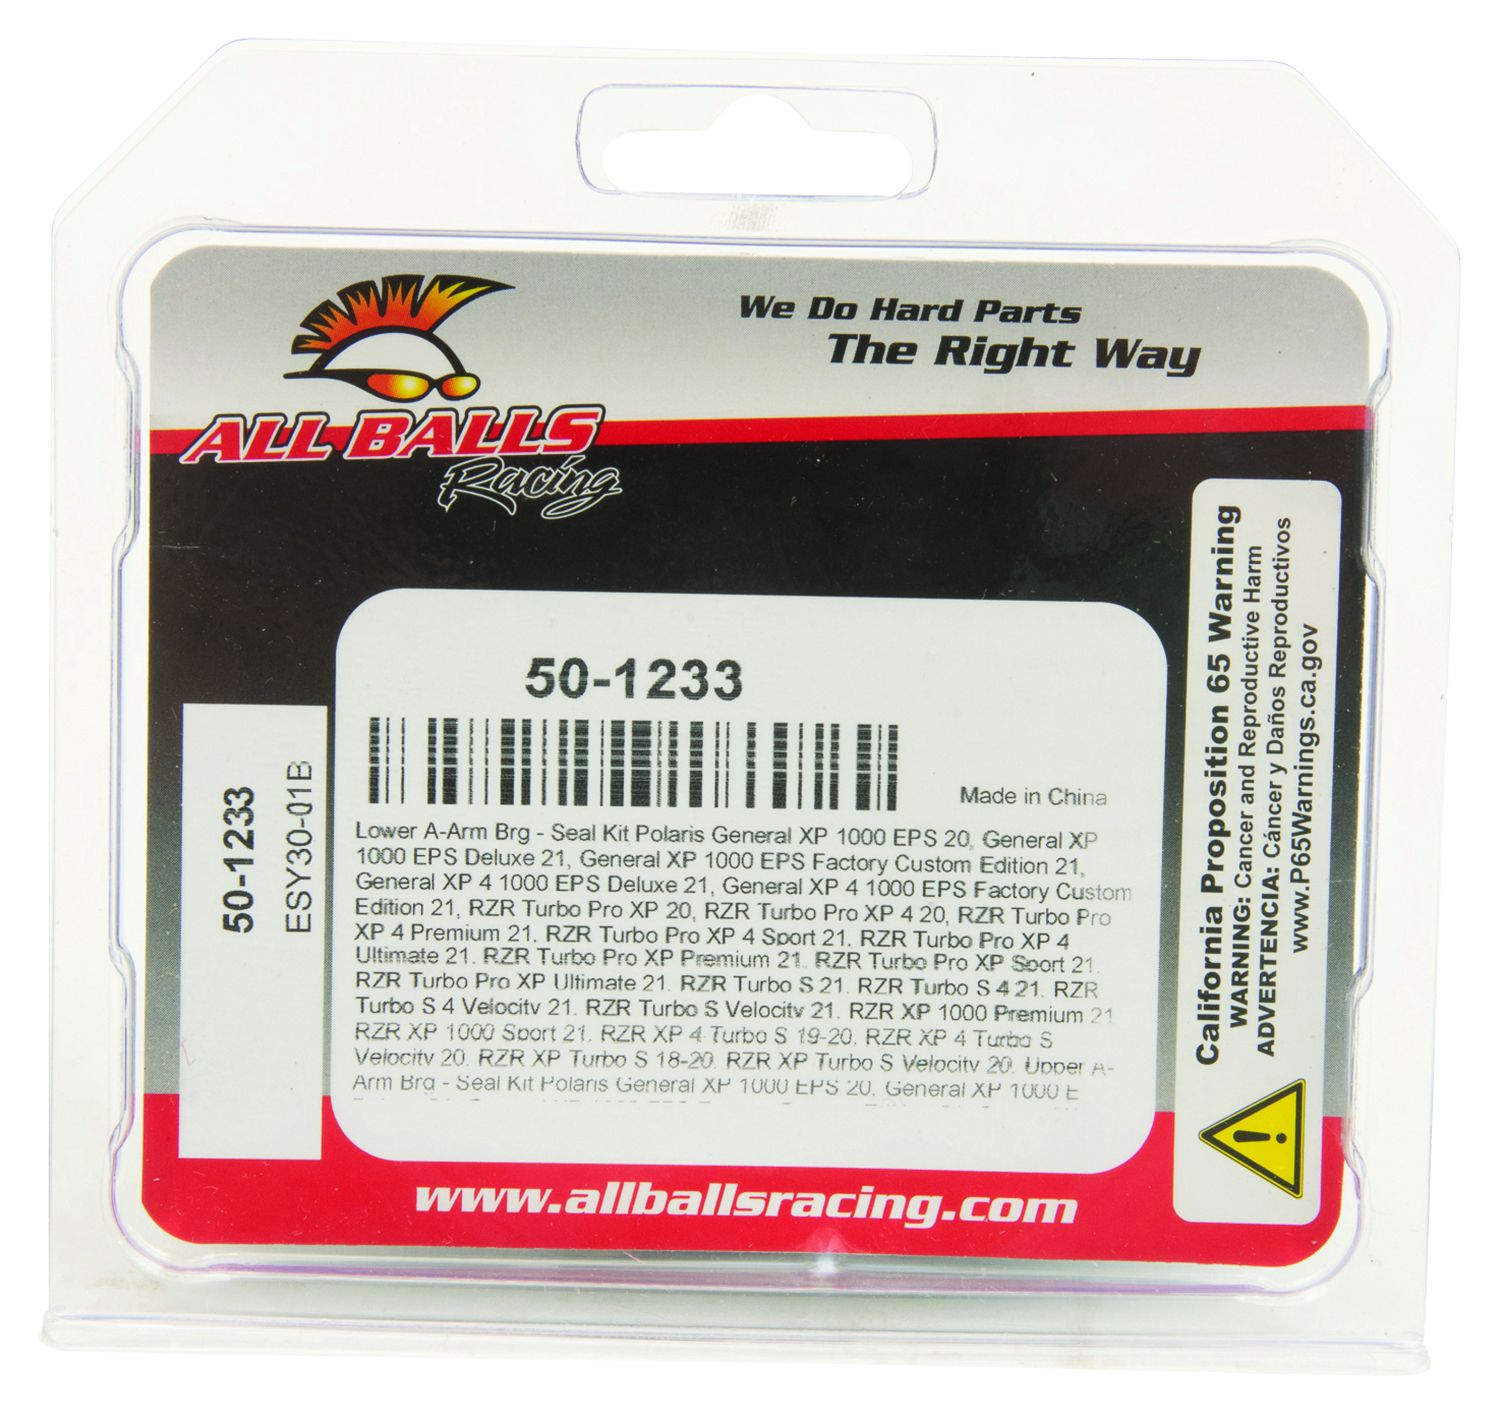 We Do Hard Parts
The Right Way
ALL BALLS
Racing
50-1233
Made in China
Lower A-Arm Brg - Seal Kit Polaris General XP 1000 EPS 20, General XP
1000 EPS Deluxe 21, General XP 1000 EPS Factory Custom Edition 21,
General XP 4 1000 EPS Deluxe 21, General XP 4 1000 EPS Factory Custom
Edition 21, RZR Turbo Pro XP 20, RZR Turbo Pro XP 4 20, RZR Turbo Pro
XP 4 Premium 21, RZR Turbo Pro XP 4 Sport 21, RZR Turbo Pro XP 4
Ultimate 21, RZR Turbo Pro XP Premium 21, RZR Turbo Pro XP Sport 21,
RZR Turbo Pro XP Ultimate 21, RZR Turbo S 21, RZR Turbo S 4 21, RZR
Turbo S 4 Velocity 21, RZR Turbo S Velocity 21, RZR XP 1000 Premium 21
RZR XP 1000 Sport 21, RZR XP 4 Turbo S 19-20, RZR XP 4 Turbo S
Velocity 20, RZR XP Turbo S 18-20, RZR XP Turbo S Velocity 20, Upper A-
Arm Brg - Seal Kit Polaris General XP 1000 EPS 20, General XP 1000 E
50-1233
ESY30-01B
California Proposition 65 Warning
WARNING: Cancer and Reproductive Harm
ADVERTENCIA: Cáncer y Daños Reproductivos
www.P65Warnings.ca.gov
www.allballsracing.com